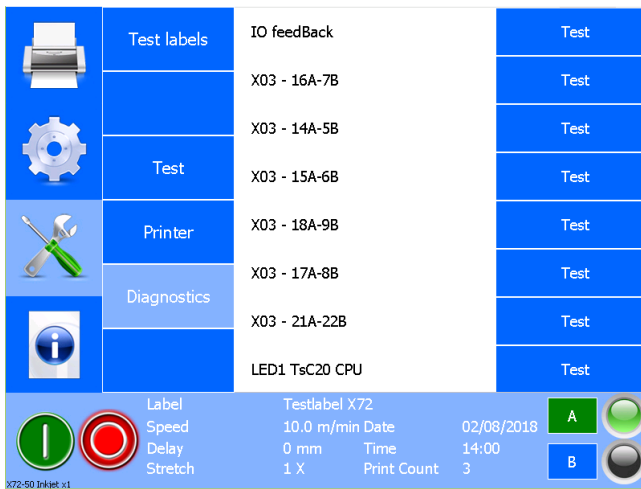 Test labels
Test
Printer
Diagnostics
IO feedBack Test
X03 - 16A-7B Test
X03 - 14A-5B Test
X03 - 15A-6B Test
X03 - 18A-9B Test
X03 - 17A-8B Test
X03 - 21A-22B Test
LED1 TsC20 CPU Test
Label Testlabel X72
Speed 10.0 m/min Date 02/08/2018
Delay 0 mm Time 14:00
Stretch 1 X Print Count 3
A
B
X72-50 Inkjet x1